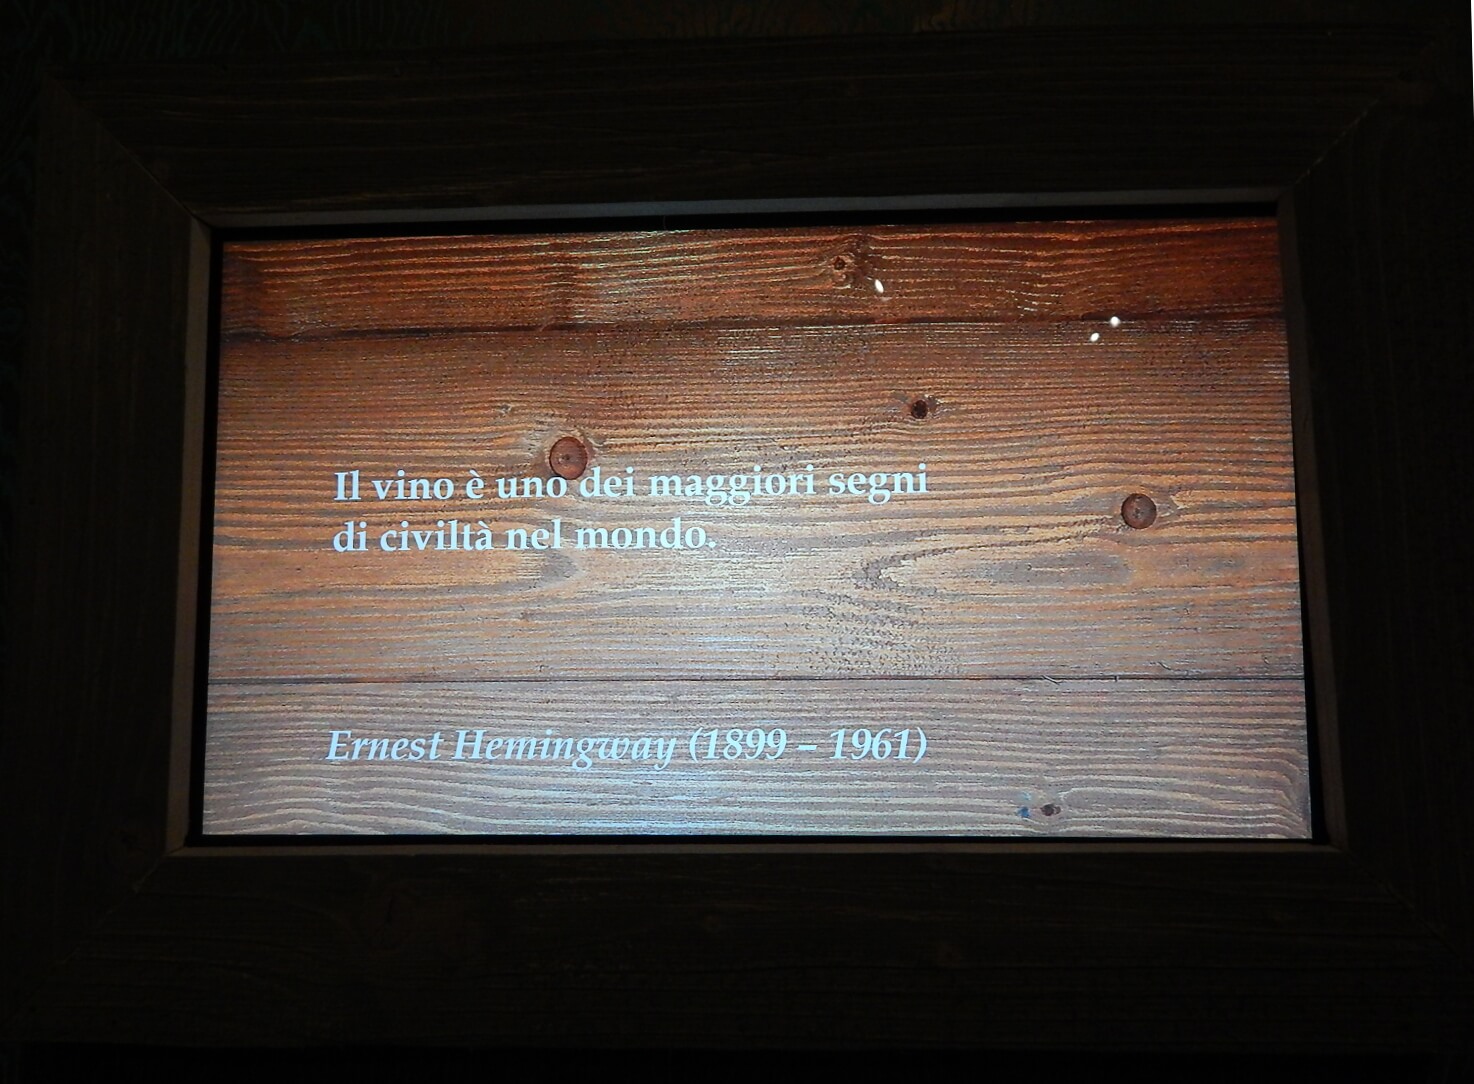 Il vino è uno dei maggiori segni
di civiltà nel mondo.
Ernest Hemingway (1899 – 1961)